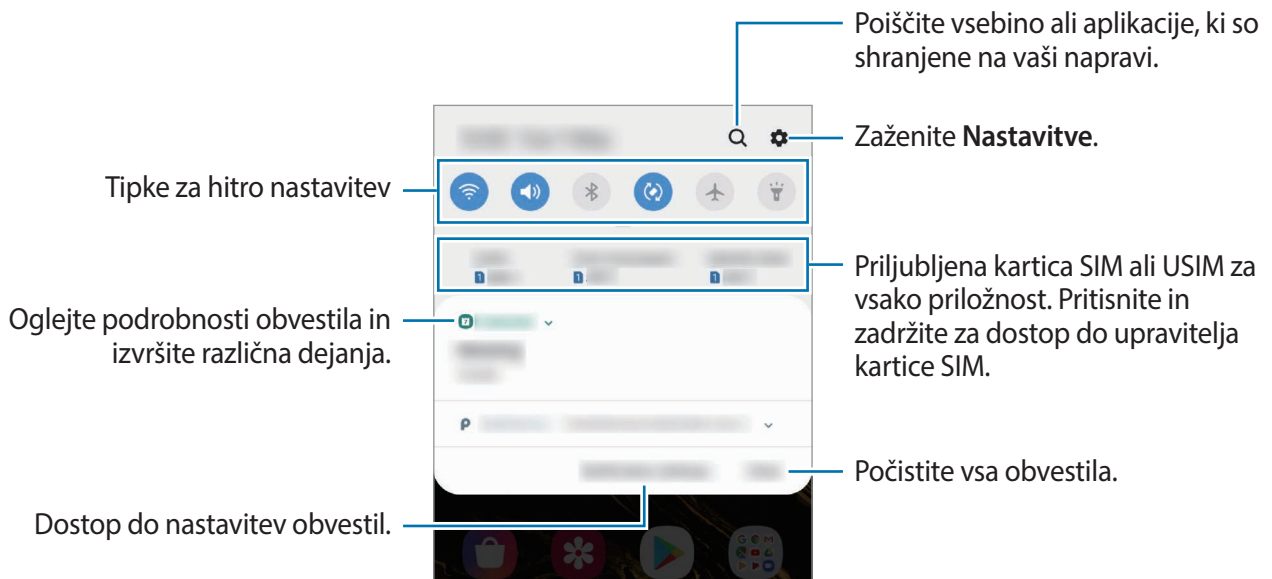 Poiščite vsebino ali aplikacije, ki so
shranjene na vaši napravi.
Zaženite Nastavitve.
Tipke za hitro nastavitev
Priljubljena kartica SIM ali USIM za
vsako priložnost. Pritisnite in
zadržite za dostop do upravitelja
kartice SIM.
Oglejte podrobnosti obvestila in
izvršite različna dejanja.
Počistite vsa obvestila.
Dostop do nastavitev obvestil.